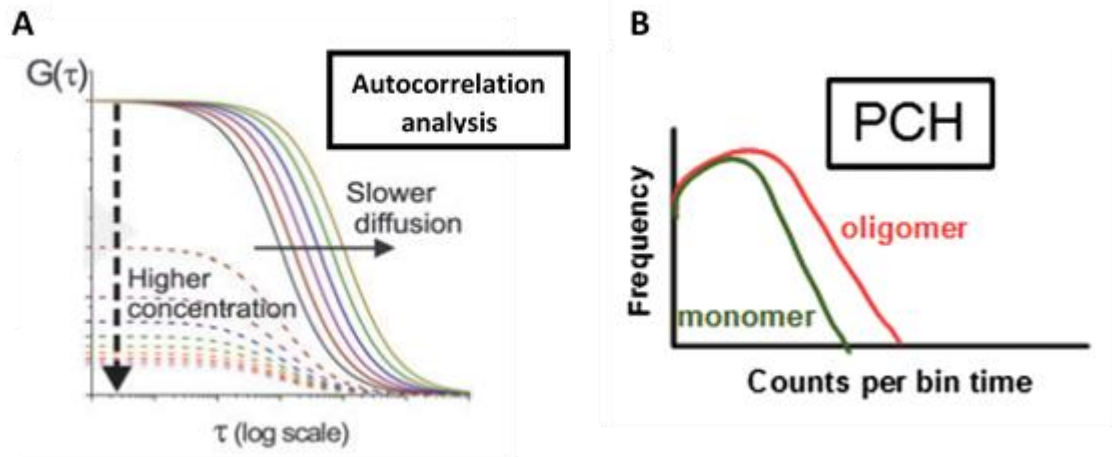 A
G(τ)
Autocorrelation
analysis
Slower
diffusion
Higher
concentration
τ (log scale)
B
PCH
Frequency
oligomer
monomer
Counts per bin time